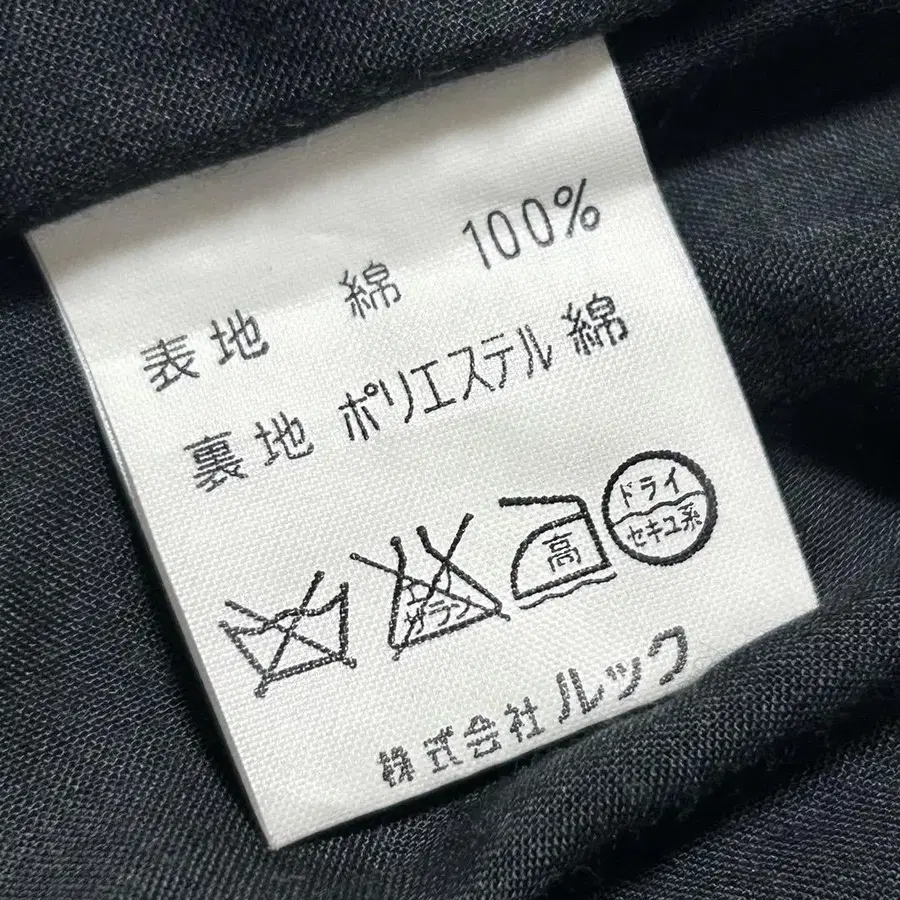 表地 綿 100%
裏地 ポリエステル 綿
エンソ
サラシ
高
ドライ
セキユ系
株式会社ルック